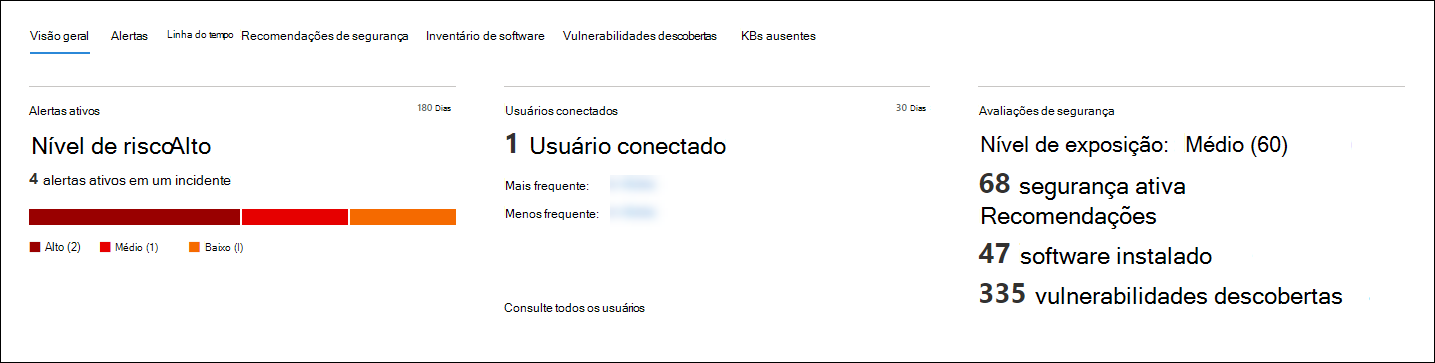 Visão geral Alertas Linha do tempo Recomendações de segurança Inventário de software Vulnerabilidades descobertas KBs ausentes
Alertas ativos 180 Dias
Nível de riscoAlto
4 alertas ativos em um incidente
Alto (2) Médio (1) Baixo (l)
Usuários conectados 30 Dias
1 Usuário conectado
Mais frequente:
Menos frequente:
Consulte todos os usuários
Avaliações de segurança
Nível de exposição: Médio (60)
68 segurança ativa
Recomendações
47 software instalado
335 vulnerabilidades descobertas